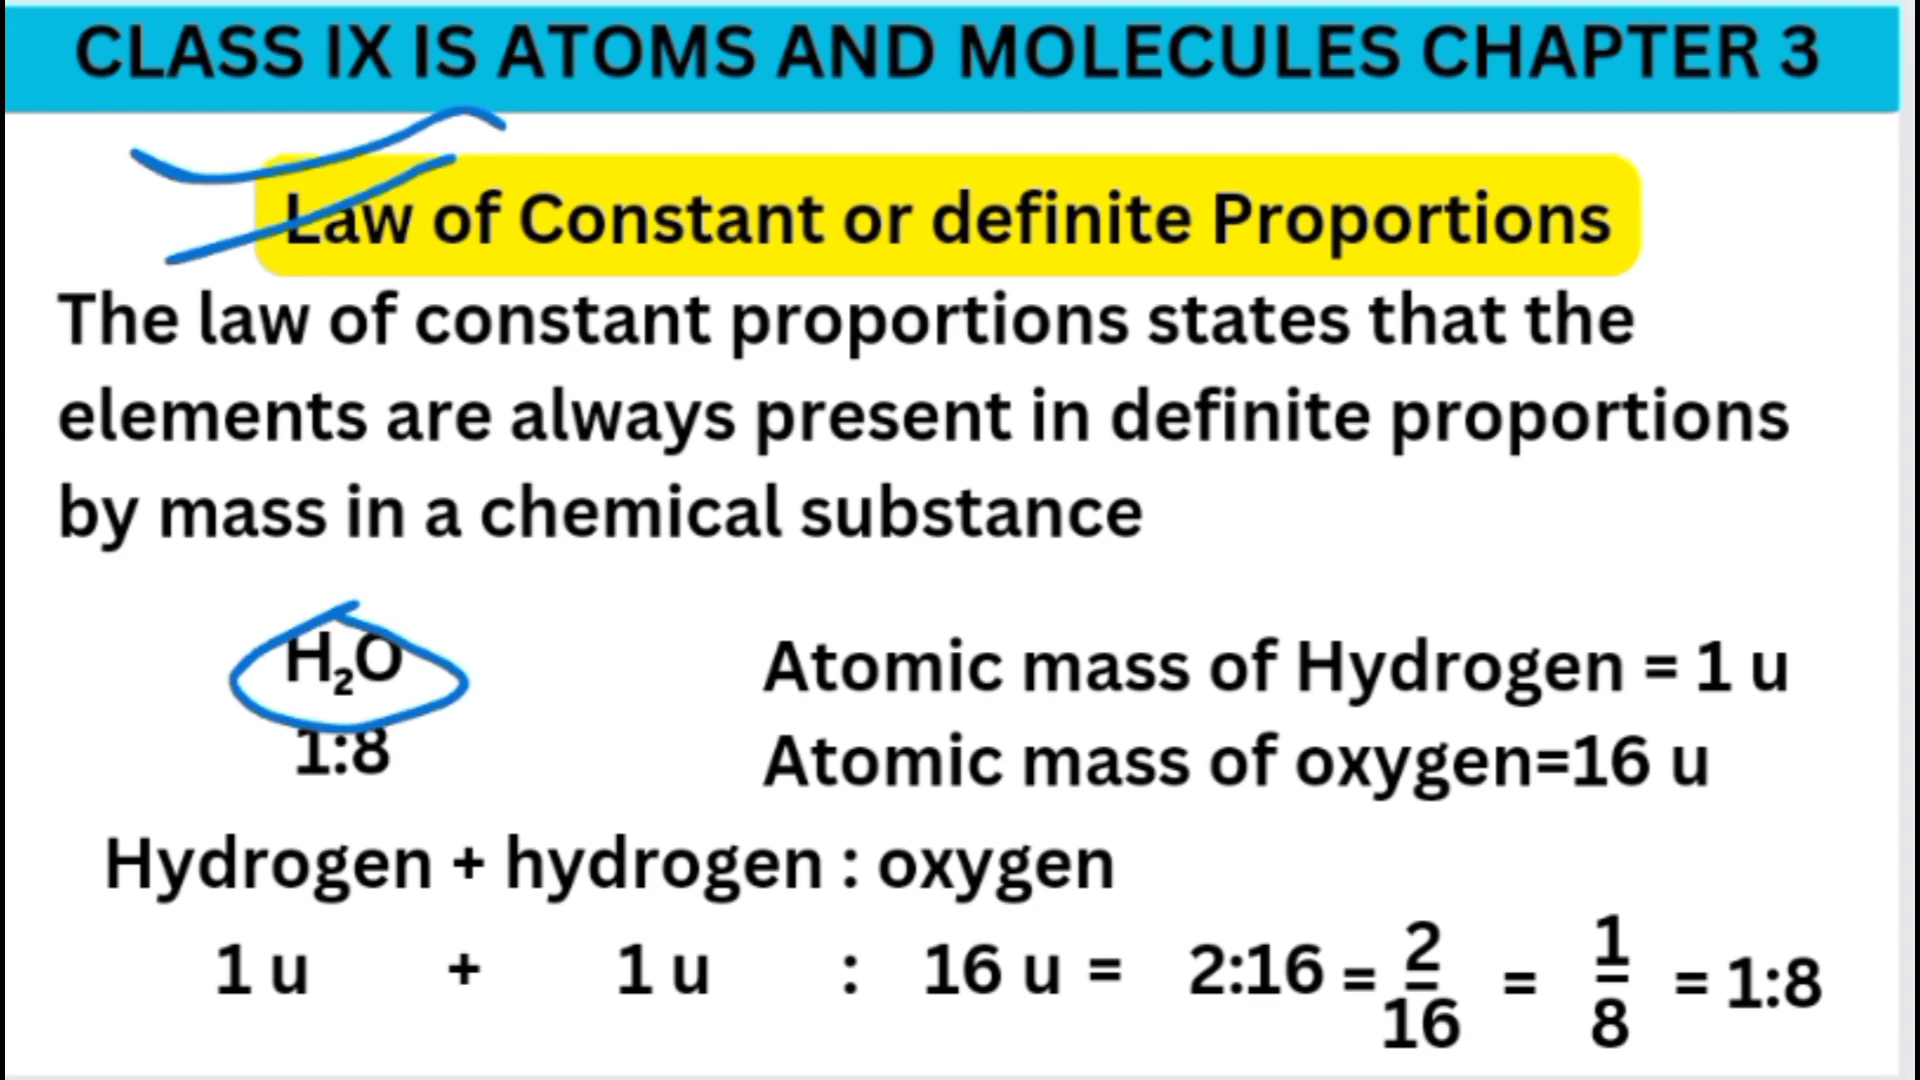 CLASS IX IS ATOMS AND MOLECULES CHAPTER 3
Law of Constant or definite Proportions
The law of constant proportions states that the
elements are always present in definite proportions
by mass in a chemical substance
H₂O
1:8
Atomic mass of Hydrogen = 1 u
Atomic mass of oxygen=16 u
Hydrogen + hydrogen : oxygen
1 u + 1 u : 16 u = 2:16 = 2/16 = 1/8 = 1:8